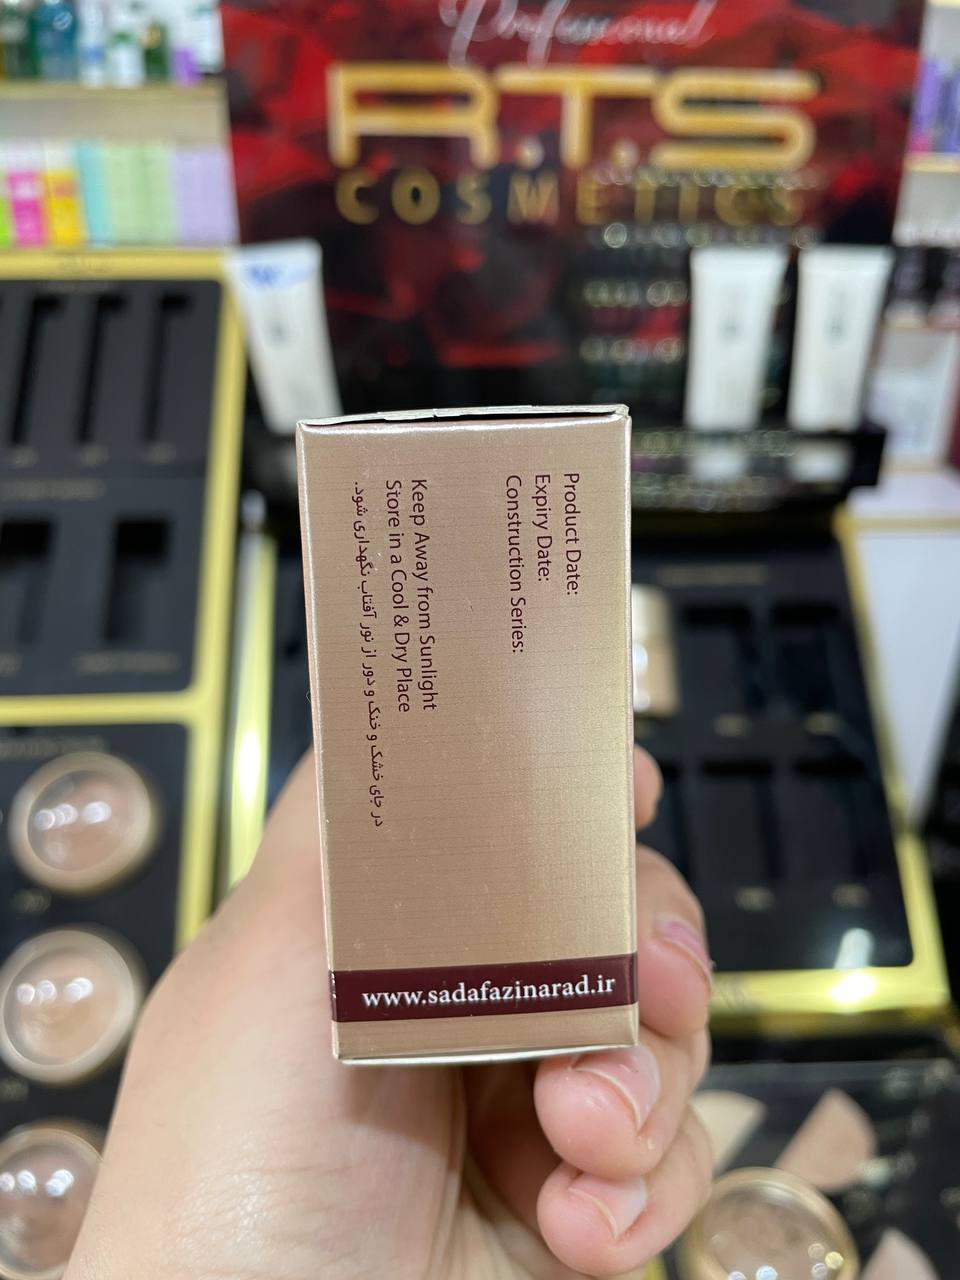 Professional
R.T.S
COSMETICS
Product Date:
Expiry Date:
Construction Series:
Keep Away from Sunlight
Store in a Cool & Dry Place
در جای خشک و خنک و دور از نور آفتاب نگهداری شود..
www.sadafazinarad.ir